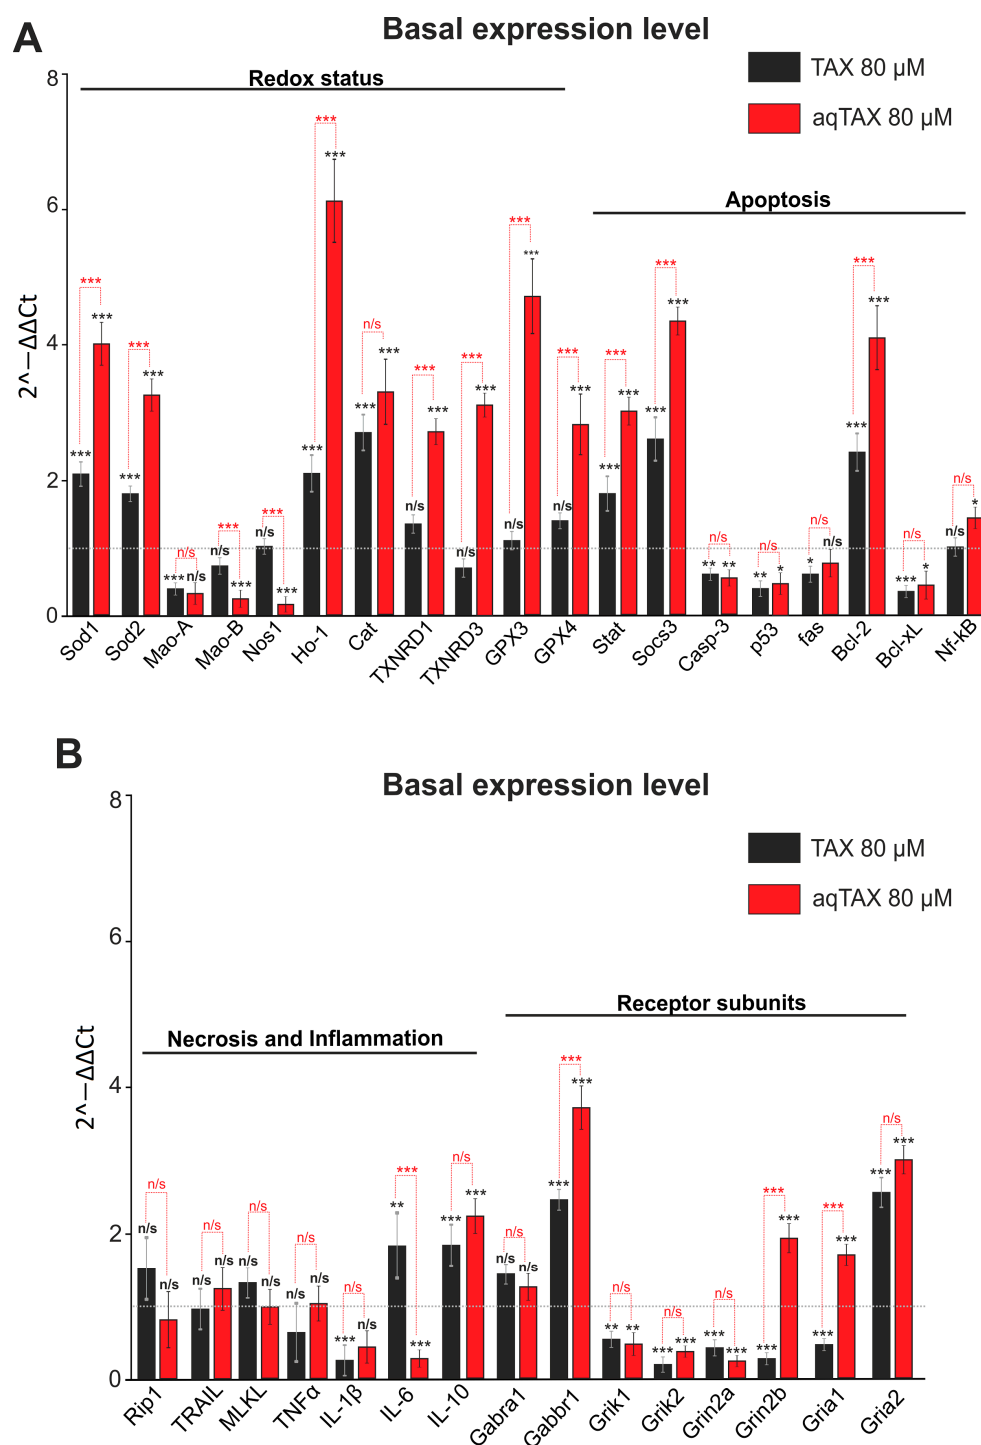 A
Basal expression level
TAX 80 µM
aqTAX 80 µM
Redox status
Apoptosis
2^−ΔΔCt
8
6
4
2
0
*** *** *** *** *** *** n/s *** n/s n/s *** *** *** n/s *** *** *** *** *** *** n/s *** *** n/s *** *** *** *** n/s *** *** n/s *** *** *** *** *** *** *** *** ** ** n/s ** * n/s * n/s n/s *** *** *** *** * n/s n/s * n/s
Sod1 Sod2 Mao-A Mao-B Nos1 Ho-1 Cat TXNRD1 TXNRD3 GPX3 GPX4 Stat Socs3 Casp-3 p53 fas Bcl-2 Bcl-xL Nf-kB
B
Basal expression level
TAX 80 µM
aqTAX 80 µM
Receptor subunits
Necrosis and Inflammation
2^−ΔΔCt
8
6
4
2
0
n/s n/s n/s n/s n/s n/s n/s n/s n/s n/s n/s n/s *** n/s n/s ** *** *** *** *** n/s n/s n/s n/s *** *** *** ** ** n/s *** *** n/s *** *** n/s *** *** *** *** *** *** *** *** n/s
Rip1 TRAIL MLKL TNFα IL-1β IL-6 IL-10 Gabra1 Gabbr1 Grik1 Grik2 Grin2a Grin2b Gria1 Gria2